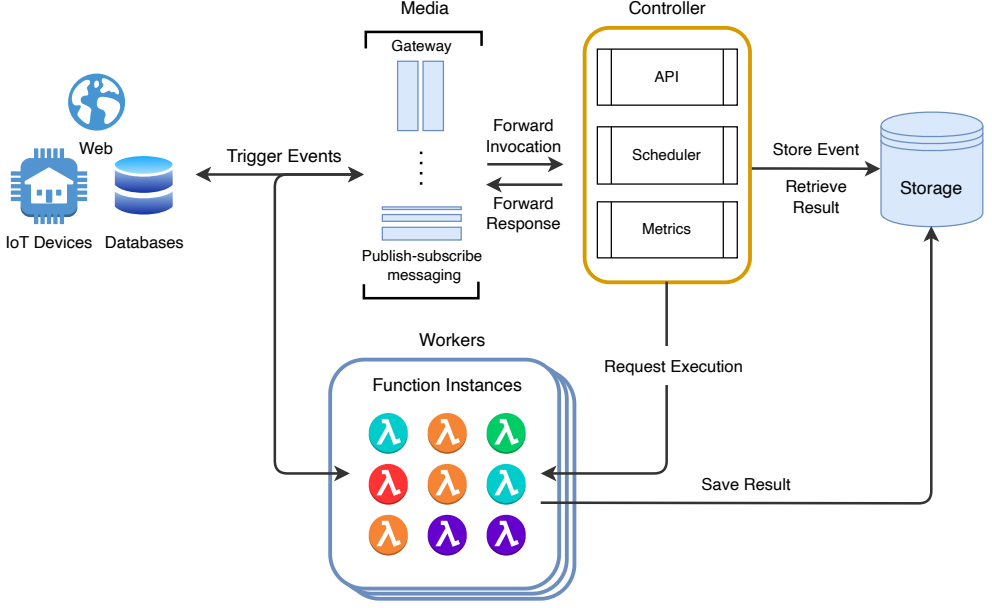 Media
Controller
Gateway
API
Web
Trigger Events
Forward
Invocation
Scheduler
Store Event
Retrieve
Result
Storage
Forward
Response
IoT Devices
Databases
Metrics
Publish-subscribe
messaging
Workers
Request Execution
Function Instances
λ λ λ
λ λ λ
Save Result
λ λ λ